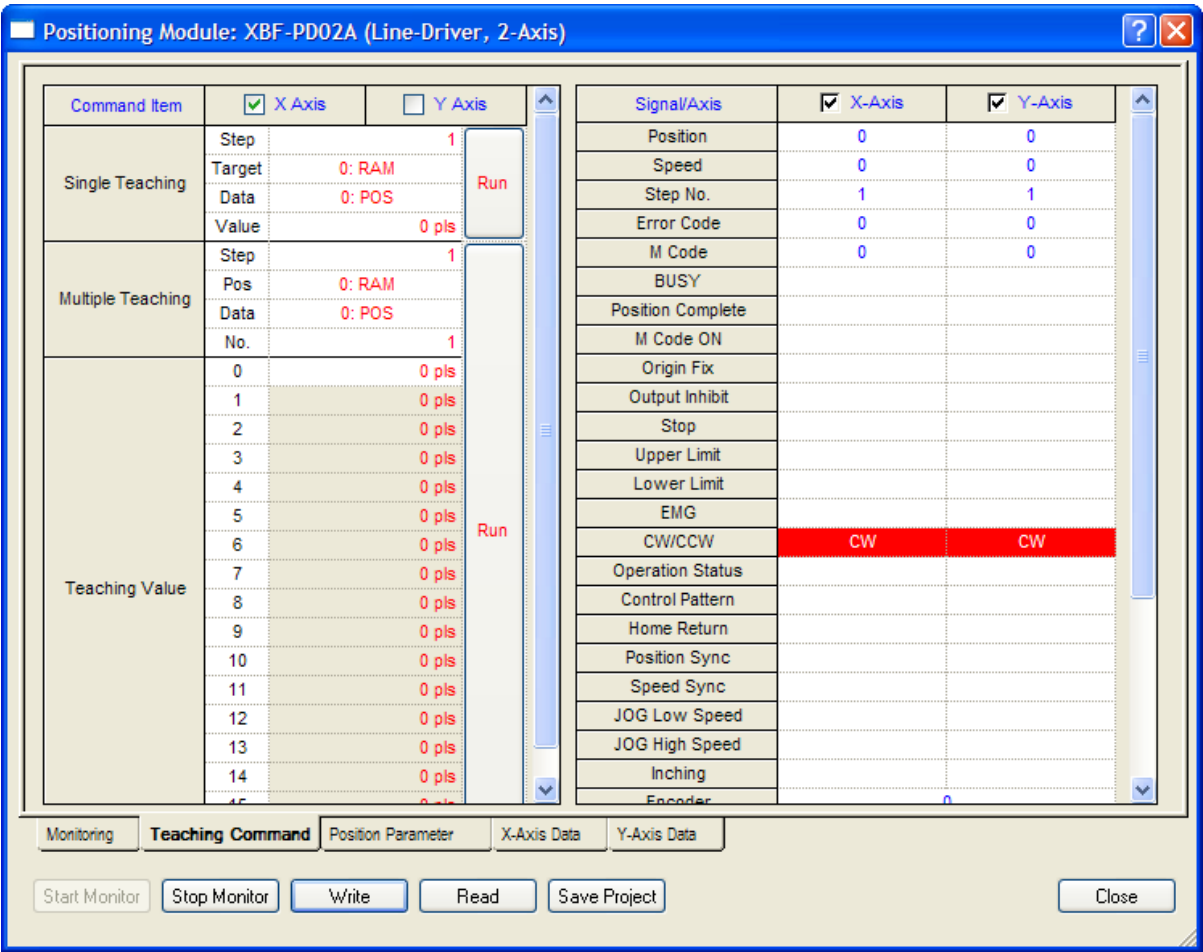 Positioning Module: XBF-PD02A (Line-Driver, 2-Axis)
Command Item X Axis Y Axis
Single Teaching
Step 1
Target 0: RAM
Data 0: POS
Value 0 pls
Run
Multiple Teaching
Step 1
Pos 0: RAM
Data 0: POS
No. 1
Teaching Value
0 0 pls
1 0 pls
2 0 pls
3 0 pls
4 0 pls
5 0 pls
6 0 pls
7 0 pls
8 0 pls
9 0 pls
10 0 pls
11 0 pls
12 0 pls
13 0 pls
14 0 pls
15 0 pls
Run
Signal/Axis X-Axis Y-Axis
Position 0 0
Speed 0 0
Step No. 1 1
Error Code 0 0
M Code 0 0
BUSY
Position Complete
M Code ON
Origin Fix
Output Inhibit
Stop
Upper Limit
Lower Limit
EMG
CW/CCW CW CW
Operation Status
Control Pattern
Home Return
Position Sync
Speed Sync
JOG Low Speed
JOG High Speed
Inching
Encoder 0
Monitoring Teaching Command Position Parameter X-Axis Data Y-Axis Data
Start Monitor Stop Monitor Write Read Save Project Close